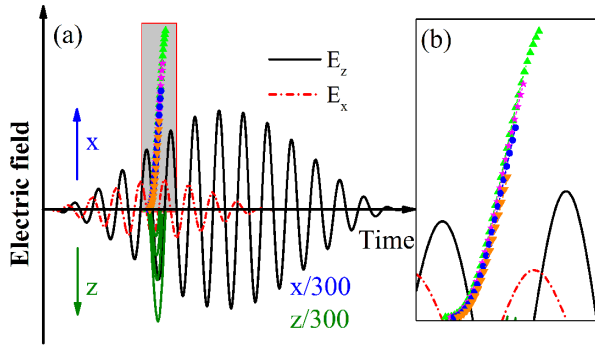 (a)
(b)
E_z
E_x
x
Electric field
Time
z
x/300
z/300